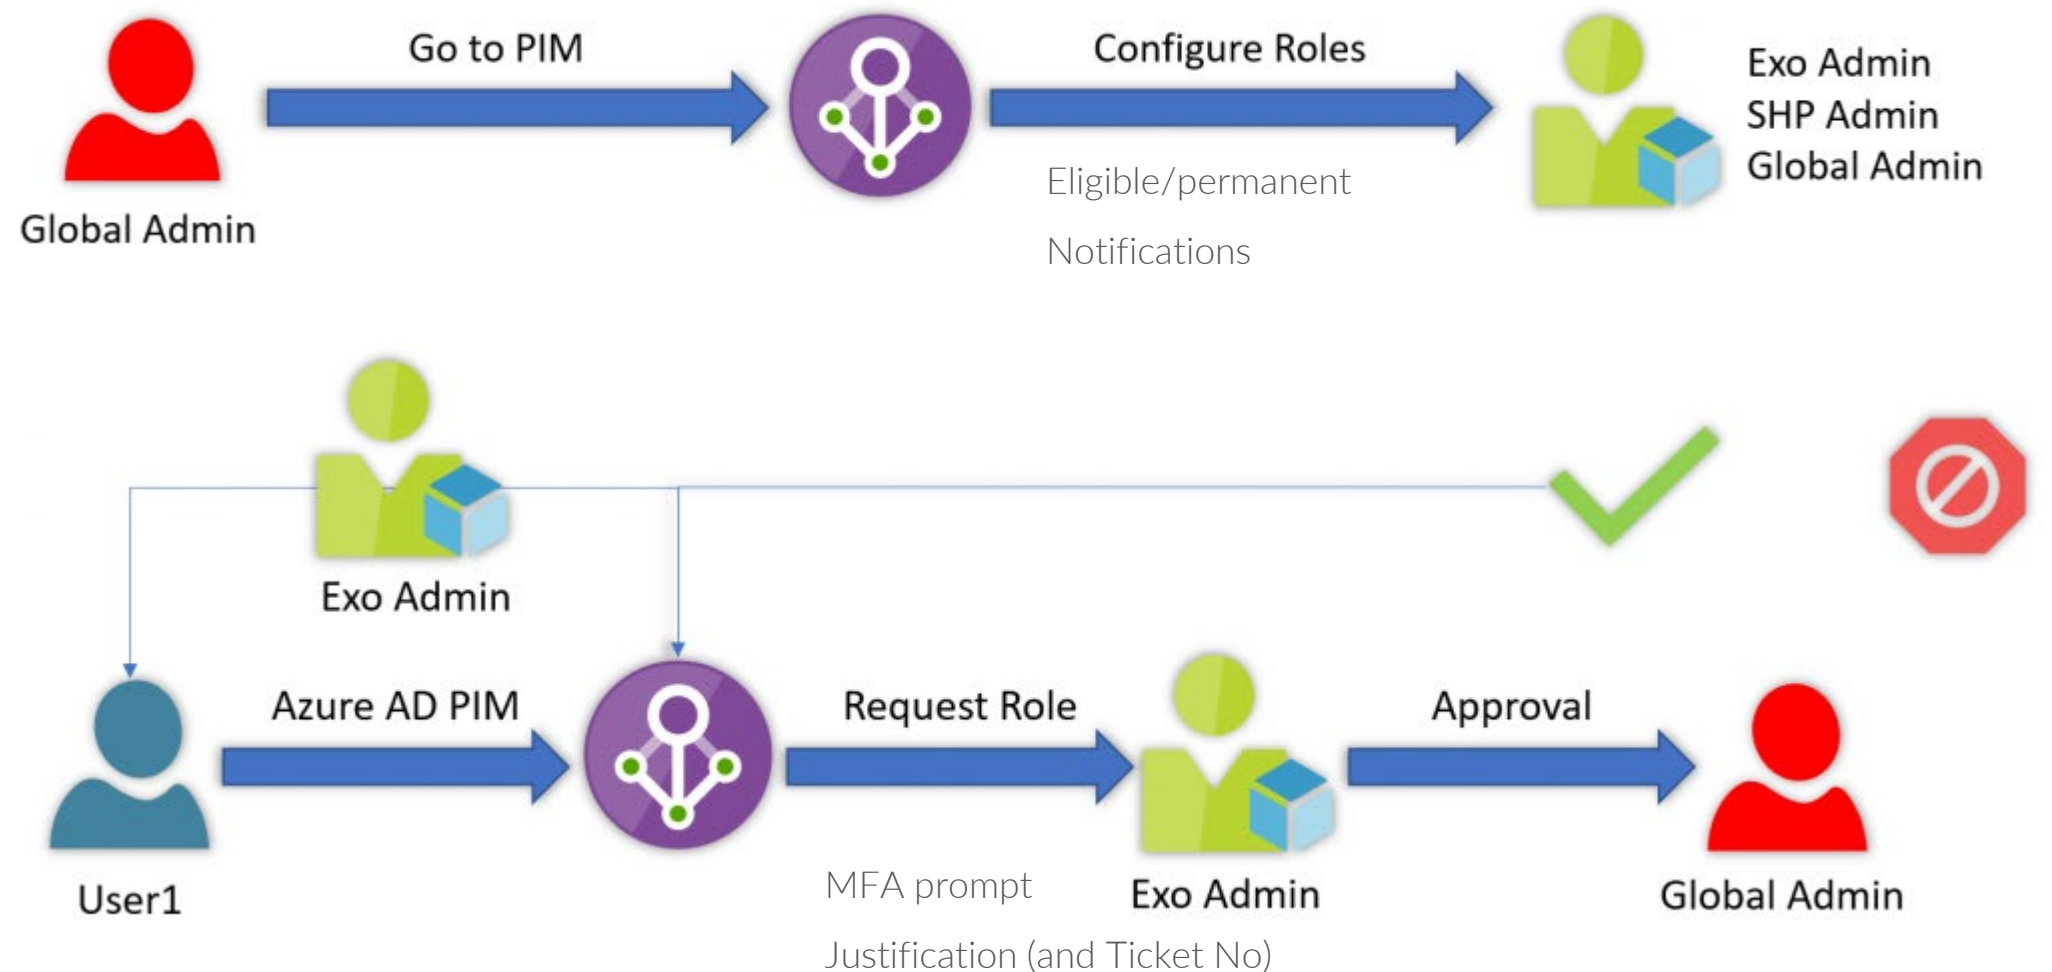 Go to PIM
Configure Roles
Exo Admin
SHP Admin
Global Admin
Eligible/permanent
Global Admin
Notifications
Exo Admin
Azure AD PIM
Request Role
Approval
User1
MFA prompt
Exo Admin
Global Admin
Justification (and Ticket No)